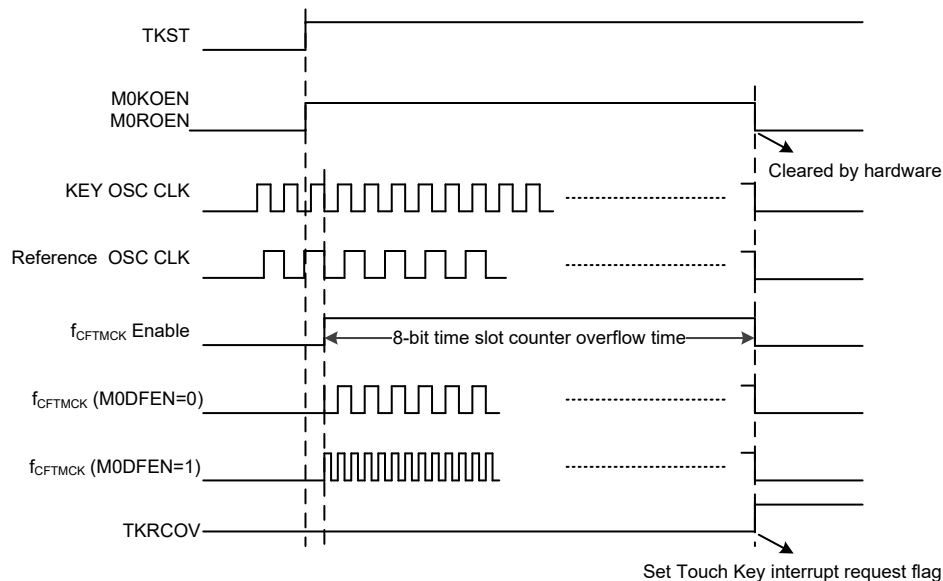 TKST
M0KOEN
M0ROEN
Cleared by hardware
KEY OSC CLK
Reference OSC CLK
fCFTMCK Enable
8-bit time slot counter overflow time
fCFTMCK (M0DFEN=0)
fCFTMCK (M0DFEN=1)
TKRCOV
Set Touch Key interrupt request flag